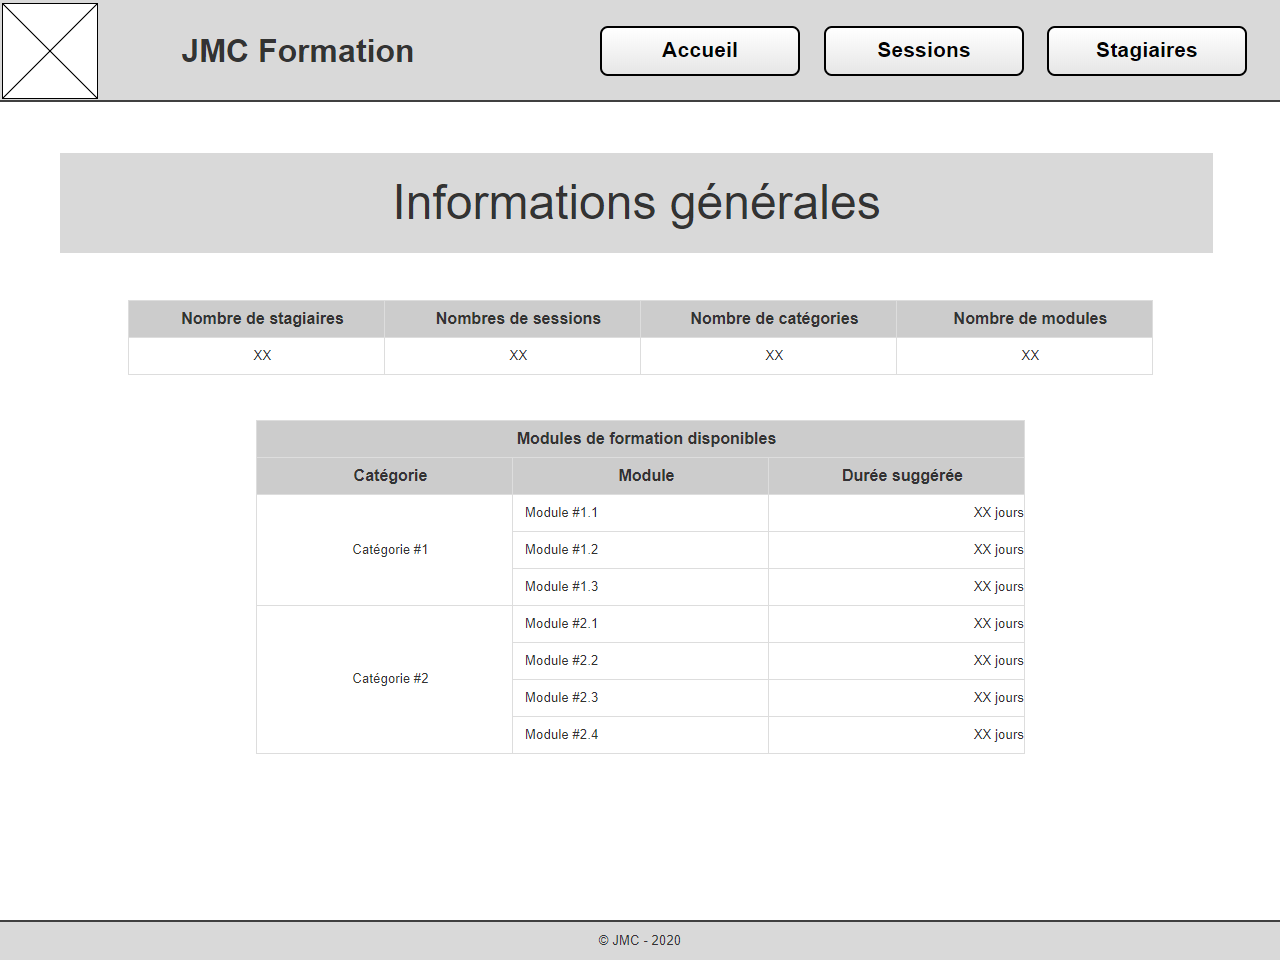 JMC Formation
Accueil
Sessions
Stagiaires
Informations générales
Nombre de stagiaires Nombres de sessions Nombre de catégories Nombre de modules
XX XX XX XX
Modules de formation disponibles
Catégorie Module Durée suggérée
Catégorie #1
Module #1.1 XX jours
Module #1.2 XX jours
Module #1.3 XX jours
Catégorie #2
Module #2.1 XX jours
Module #2.2 XX jours
Module #2.3 XX jours
Module #2.4 XX jours
© JMC - 2020